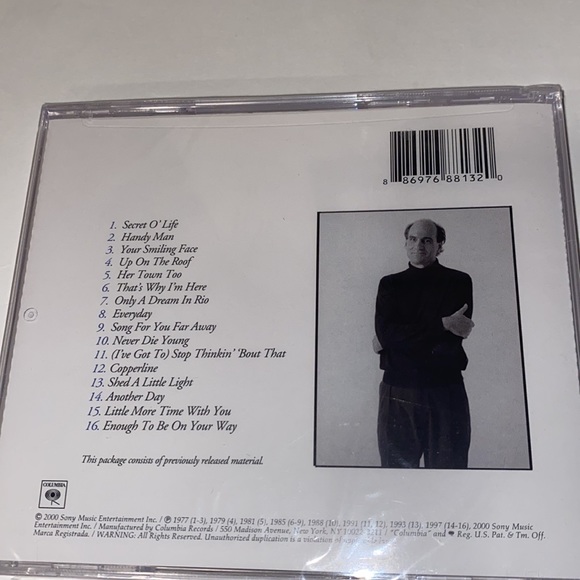 8 86976 88132 0
1. Secret O' Life
2. Handy Man
3. Your Smiling Face
4. Up On The Roof
5. Her Town Too
6. That's Why I'm Here
7. Only A Dream In Rio
8. Everyday
9. Song For You Far Away
10. Never Die Young
11. (I've Got To) Stop Thinkin' 'Bout That
12. Copperline
13. Shed A Little Light
14. Another Day
15. Little More Time With You
16. Enough To Be On Your Way
This package consists of previously released material.
COLUMBIA
© 2000 Sony Music Entertainment Inc. / ℗ 1977 (1-3), 1979 (4), 1981 (5), 1985 (6-9), 1988 (10), 1991 (11, 12), 1993 (13), 1997 (14-16), 2000 Sony Music
Entertainment Inc. / Manufactured by Columbia Records / 550 Madison Avenue, New York, NY 10022-3211 / "Columbia" and Reg. U.S. Pat. & Tm. Off.
Marca Registrada. / WARNING: All Rights Reserved. Unauthorized duplication is a violation of